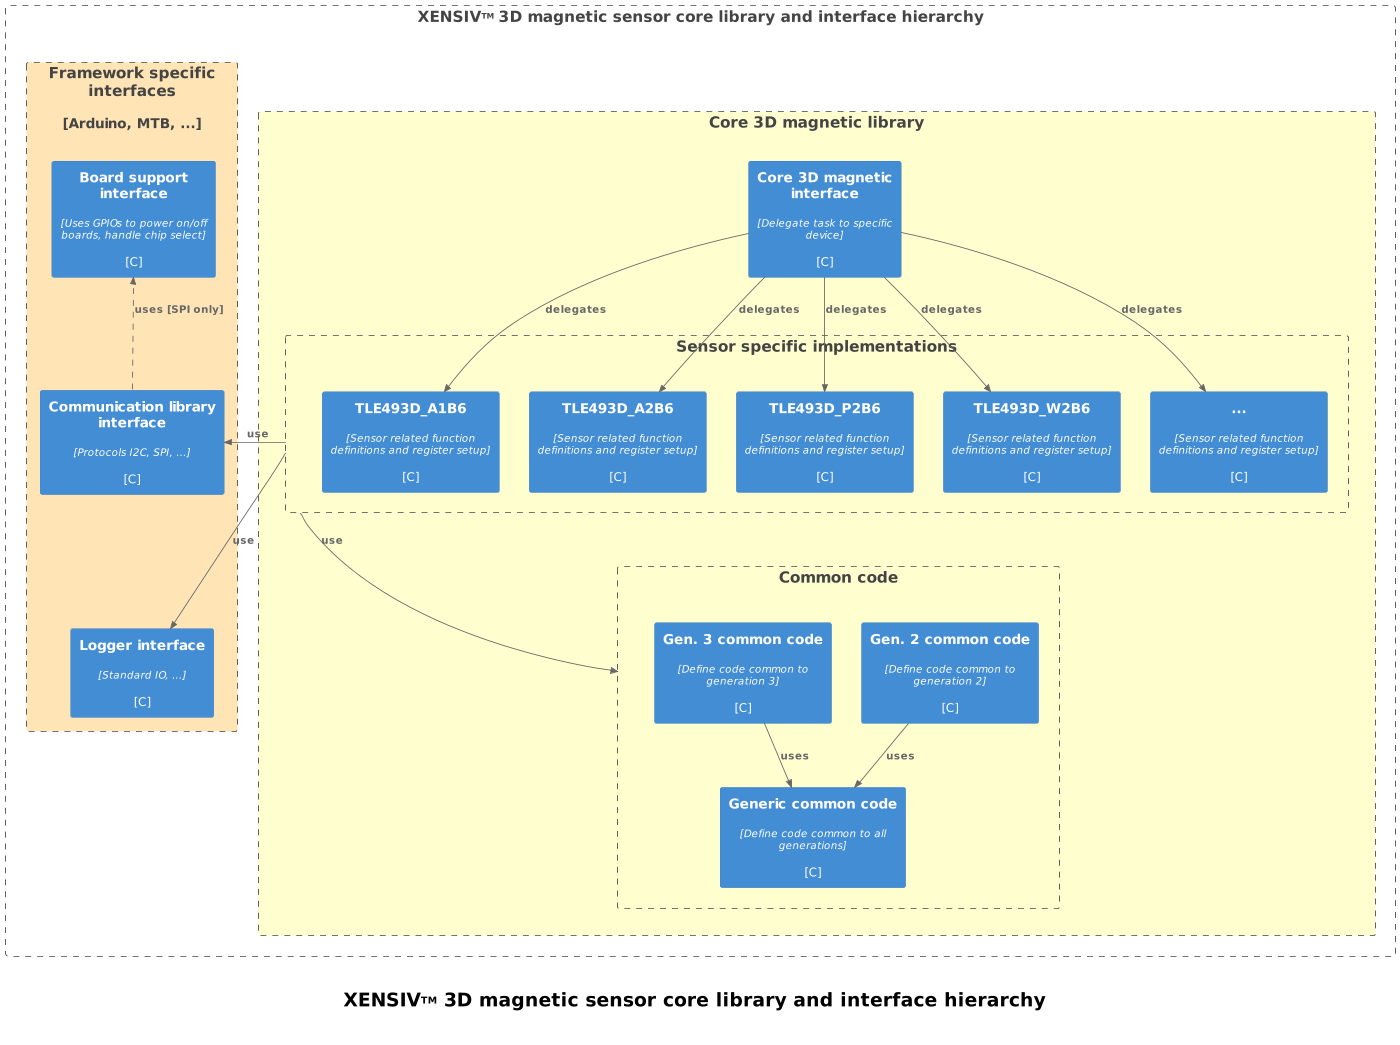 XENSIV™ 3D magnetic sensor core library and interface hierarchy
Framework specific
interfaces
[Arduino, MTB, ...]
Board support
interface
[Uses GPIOs to power on/off
boards, handle chip select]
[C]
uses [SPI only]
Communication library
interface
[Protocols I2C, SPI, ...]
[C]
use
use
Logger interface
[Standard IO, ...]
[C]
Core 3D magnetic library
Core 3D magnetic
interface
[Delegate task to specific
device]
[C]
delegates
delegates
delegates
delegates
delegates
Sensor specific implementations
TLE493D_A1B6
[Sensor related function
definitions and register setup]
[C]
TLE493D_A2B6
[Sensor related function
definitions and register setup]
[C]
TLE493D_P2B6
[Sensor related function
definitions and register setup]
[C]
TLE493D_W2B6
[Sensor related function
definitions and register setup]
[C]
...
[Sensor related function
definitions and register setup]
[C]
use
Common code
Gen. 3 common code
[Define code common to
generation 3]
[C]
Gen. 2 common code
[Define code common to
generation 2]
[C]
uses
uses
Generic common code
[Define code common to all
generations]
[C]
XENSIV™ 3D magnetic sensor core library and interface hierarchy